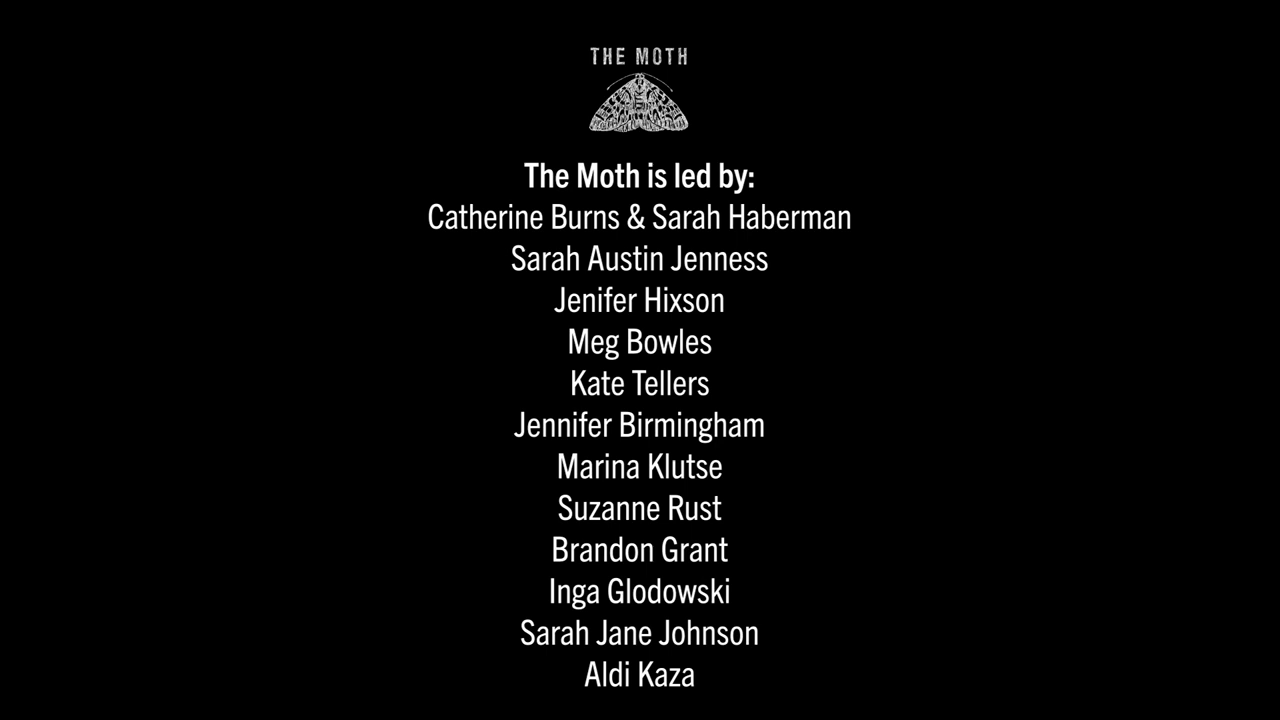 THE MOTH
The Moth is led by:
Catherine Burns & Sarah Haberman
Sarah Austin Jenness
Jenifer Hixson
Meg Bowles
Kate Tellers
Jennifer Birmingham
Marina Klutse
Suzanne Rust
Brandon Grant
Inga Glodowski
Sarah Jane Johnson
Aldi Kaza